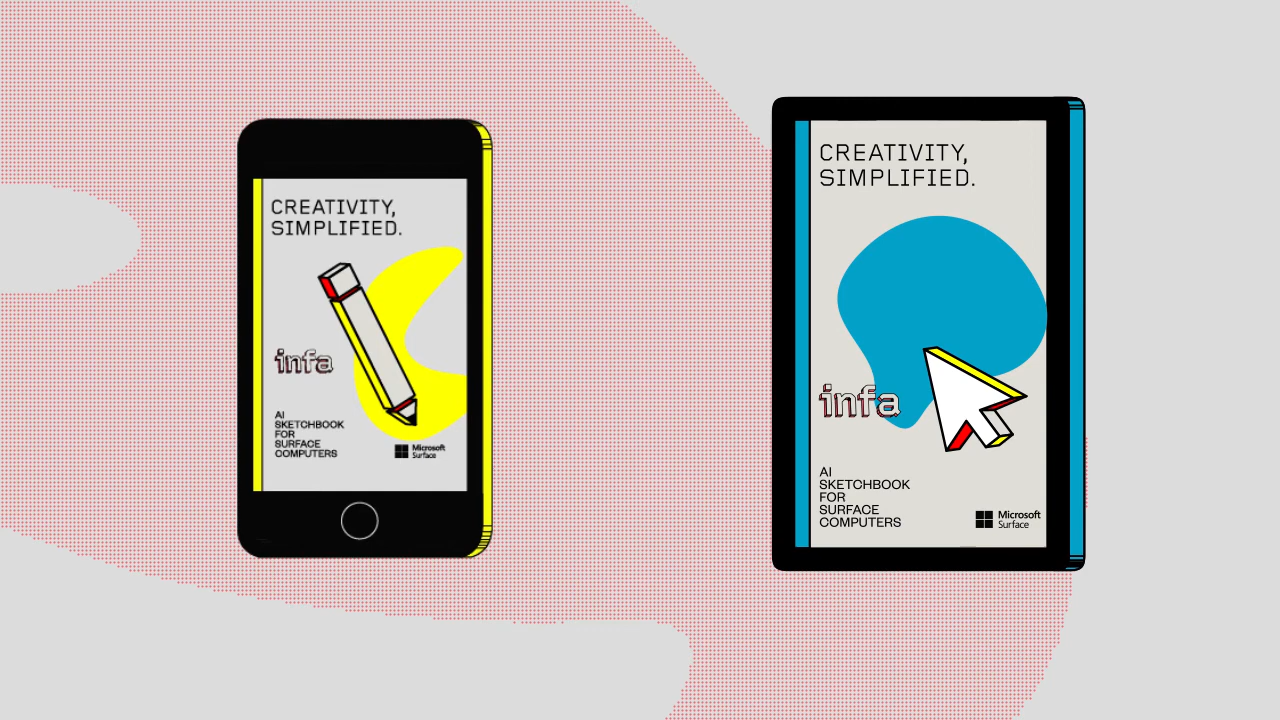 CREATIVITY,
SIMPLIFIED.
infa
AI
SKETCHBOOK
FOR
SURFACE
COMPUTERS
Microsoft
Surface
CREATIVITY,
SIMPLIFIED.
infa
AI
SKETCHBOOK
FOR
SURFACE
COMPUTERS
Microsoft
Surface